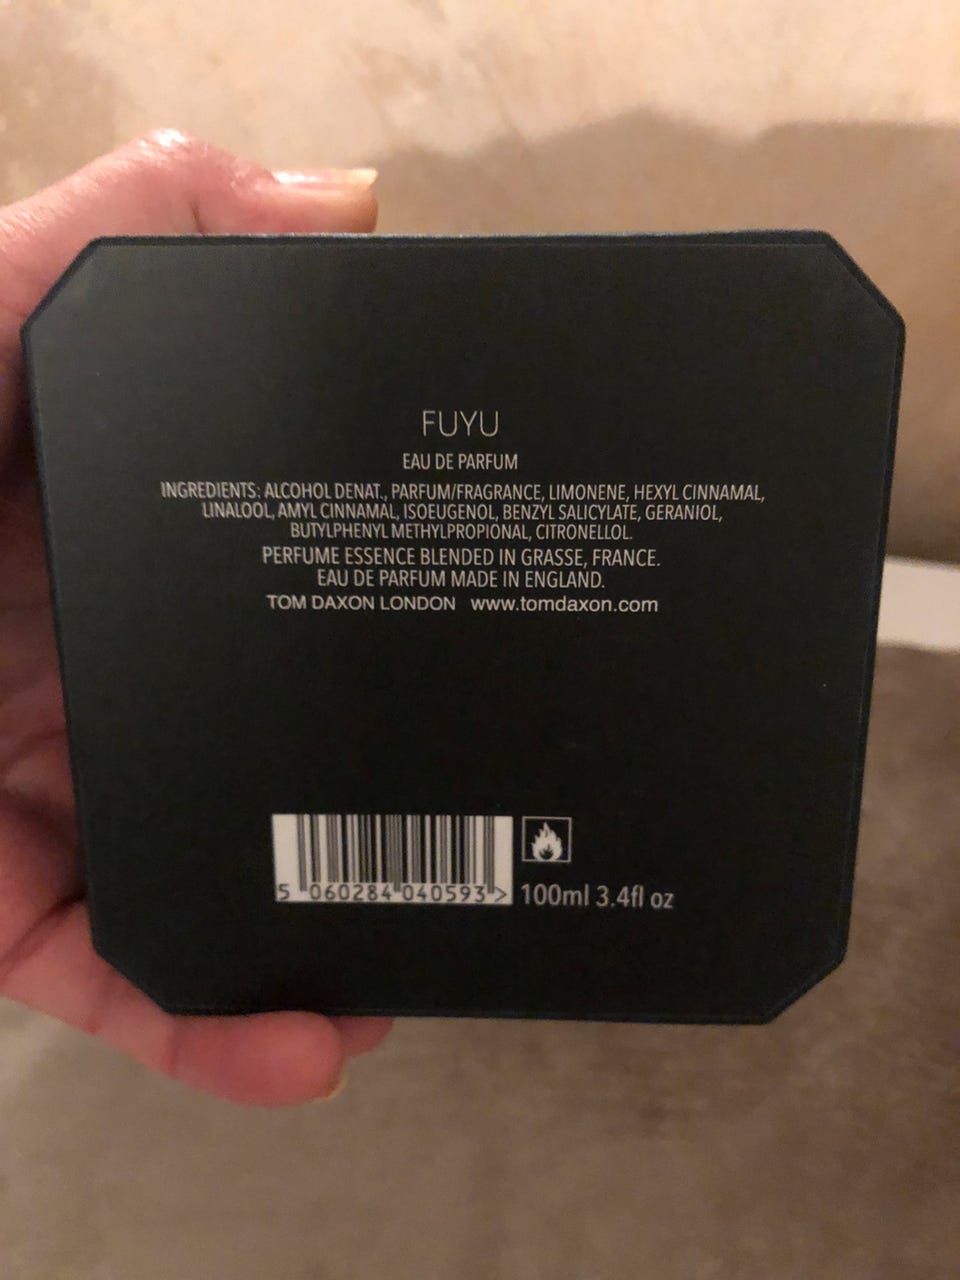 FUYU
EAU DE PARFUM
INGREDIENTS: ALCOHOL DENAT., PARFUM/FRAGRANCE, LIMONENE, HEXYL CINNAMAL,
LINALOOL, AMYL CINNAMAL, ISOEUGENOL, BENZYL SALICYLATE, GERANIOL,
BUTYLPHENYL METHYLPROPIONAL, CITRONELLOL.
PERFUME ESSENCE BLENDED IN GRASSE, FRANCE.
EAU DE PARFUM MADE IN ENGLAND.
TOM DAXON LONDON www.tomdaxon.com
5 060284 040593 >
100ml 3.4fl oz